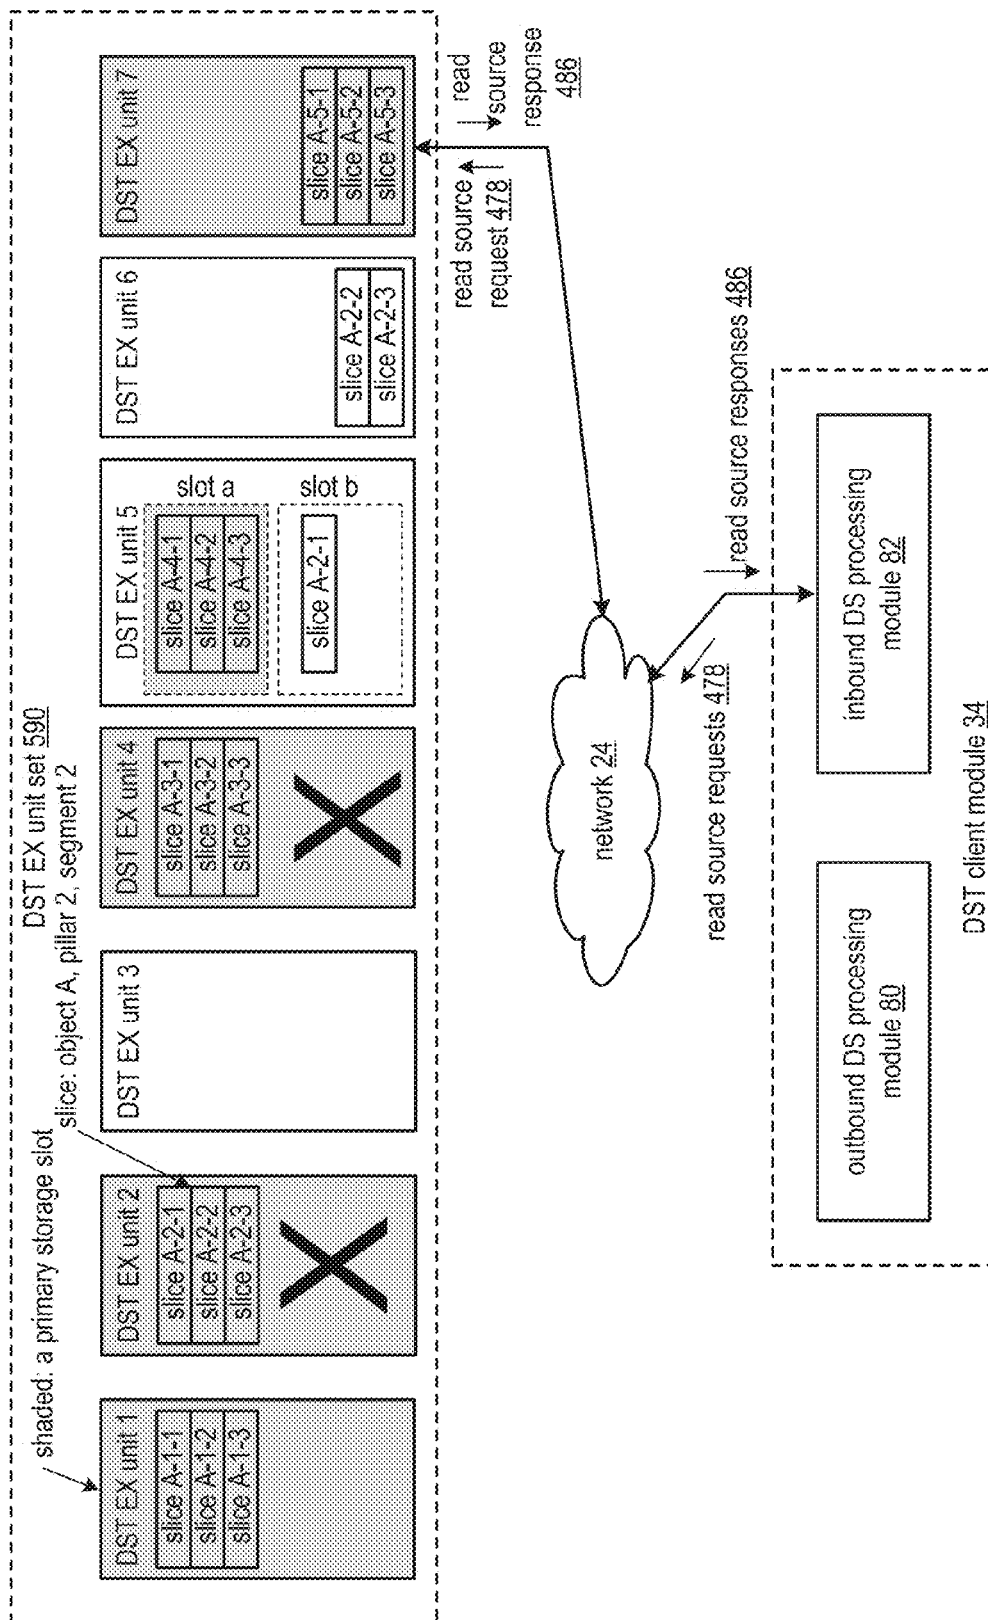 shaded: a primary storage slot
DST EX unit set 590
slice: object A, pillar 2, segment 2
DST EX unit 1
slice A-1-1
slice A-1-2
slice A-1-3
DST EX unit 2
slice A-2-1
slice A-2-2
slice A-2-3
DST EX unit 3
DST EX unit 4
slice A-3-1
slice A-3-2
slice A-3-3
DST EX unit 5
slot a
slice A-4-1
slice A-4-2
slice A-4-3
slot b
slice A-2-1
DST EX unit 6
slice A-2-2
slice A-2-3
DST EX unit 7
slice A-5-1
slice A-5-2
slice A-5-3
read source
request 478
read
source
response
486
network 24
read source requests 478
read source responses 486
outbound DS processing
module 80
inbound DS processing
module 82
DST client module 34